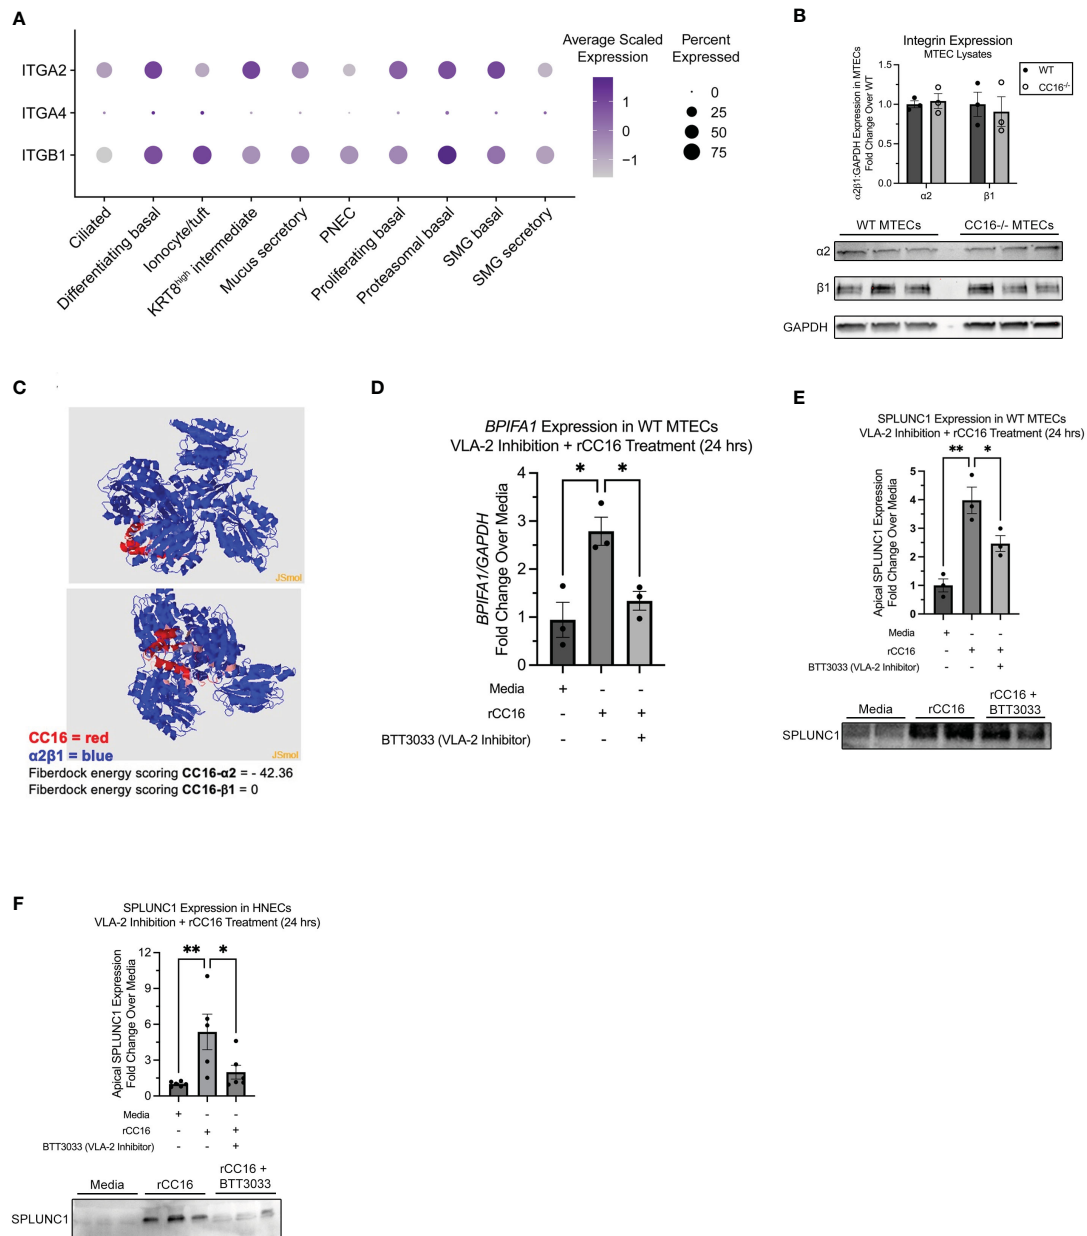 A
ITGA2
ITGA4
ITGB1
Ciliated
Differentiating basal
Ionocyte/tuft
KRT8high intermediate
Mucus secretory
PNEC
Proliferating basal
Proteasomal basal
SMG basal
SMG secretory
Average Scaled
Expression
1
0
−1
Percent
Expressed
0
25
50
75
B
Integrin Expression
MTEC Lysates
α2β1:GAPDH Expression in MTECs
Fold Change Over WT
1.5
1.0
0.5
0.0
α2
β1
WT
CC16-/-
WT MTECs
CC16-/- MTECs
α2
β1
GAPDH
C
JSmol
JSmol
CC16 = red
α2β1 = blue
Fiberdock energy scoring CC16-α2 = - 42.36
Fiberdock energy scoring CC16-β1 = 0
D
BPIFA1 Expression in WT MTECs
VLA-2 Inhibition + rCC16 Treatment (24 hrs)
BPIFA1/GAPDH
Fold Change Over Media
4
3
2
1
0
* *
Media + - -
rCC16 - + +
BTT3033 (VLA-2 Inhibitor) - - +
E
SPLUNC1 Expression in WT MTECs
VLA-2 Inhibition + rCC16 Treatment (24 hrs)
Apical SPLUNC1 Expression
Fold Change Over Media
5
4
3
2
1
0
** *
Media + - -
rCC16 - + +
BTT3033 (VLA-2 Inhibitor) - - +
Media
rCC16
rCC16 +
BTT3033
SPLUNC1
F
SPLUNC1 Expression in HNECs
VLA-2 Inhibition + rCC16 Treatment (24 hrs)
Apical SPLUNC1 Expression
Fold Change Over Media
12
9
6
3
0
** *
Media + - -
rCC16 - + +
BTT3033 (VLA-2 Inhibitor) - - +
Media
rCC16
rCC16 +
BTT3033
SPLUNC1